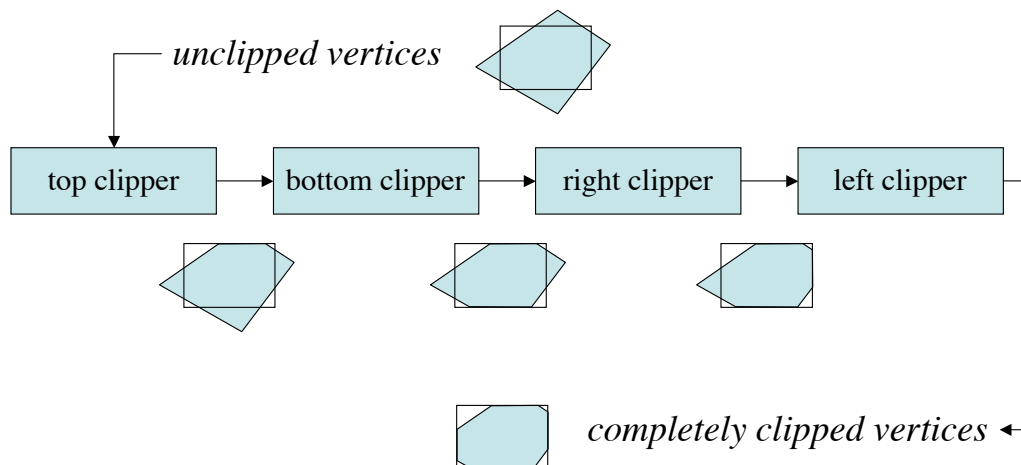 unclipped vertices
top clipper
bottom clipper
right clipper
left clipper
completely clipped vertices